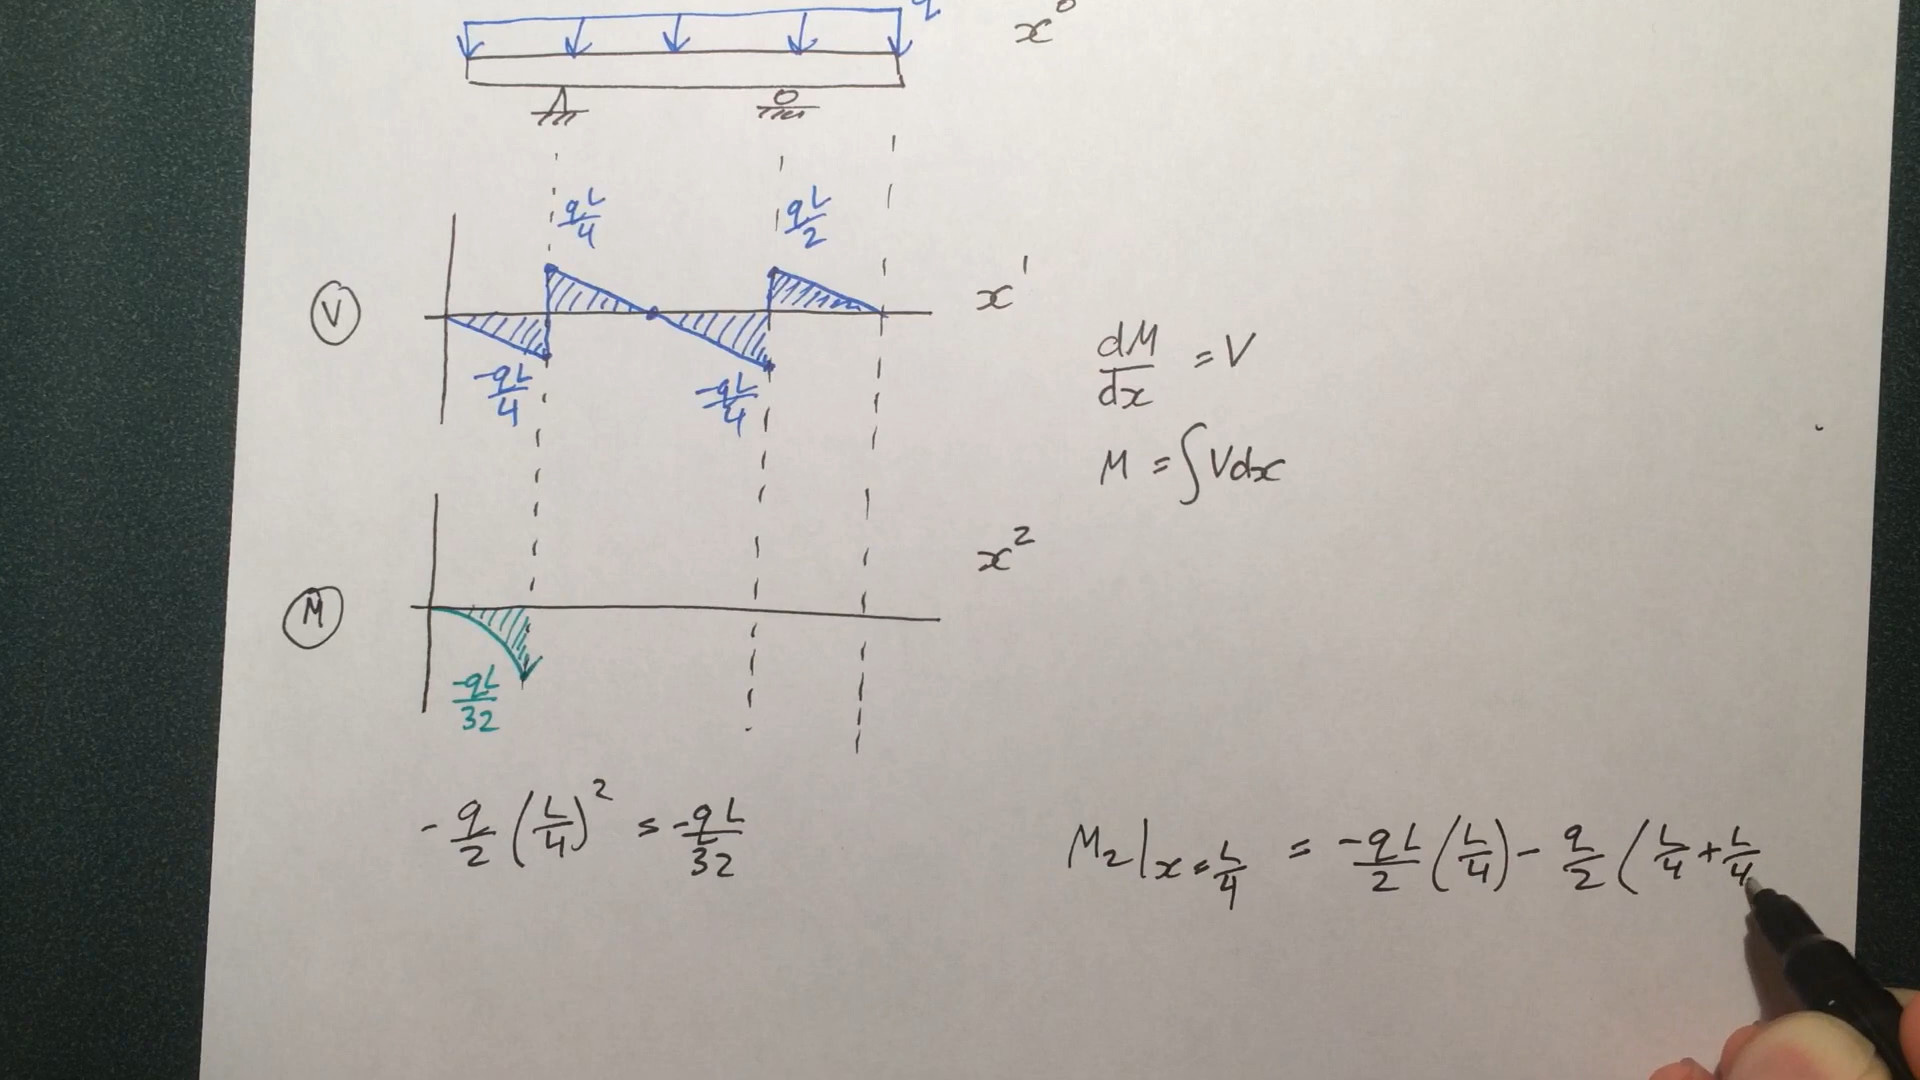 q
x⁰
qL/4
qL/2
V
x¹
-qL/4
-qL/4
dM/dx = V
M = ∫Vdx
x²
M
-qL/32
-q/2 (L/4)² = -qL/32
M₂|x=L/4 = -qL/2 (L/4) - q/2 (L/4 + L/4